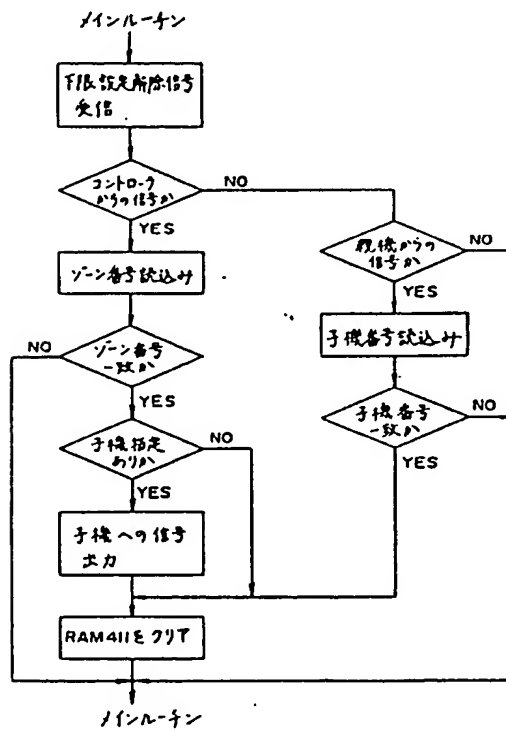 メインルーチン
下限設定解除信号
受信
コントローラ
からの信号か
NO
YES
ゾーン番号読込み
ゾーン番号
一致か
NO
YES
子機指定
ありか
NO
YES
子機への信号
出力
RAM411をクリア
メインルーチン
親機からの
信号か
NO
YES
子機番号読込み
子機番号
一致か
NO
YES